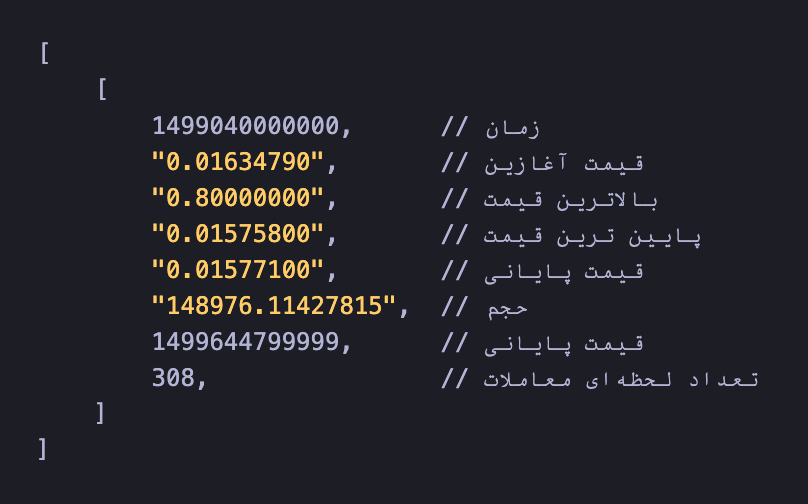 [
[
1499040000000, // زمان
"0.01634790", // قیمت آغازین
"0.80000000", // بالاترین قیمت
"0.01575800", // پایین ترین قیمت
"0.01577100", // قیمت پایانی
"148976.11427815", // حجم
1499644799999, // قیمت پایانی
308, // تعداد لحظه‌ای معاملات
]
]